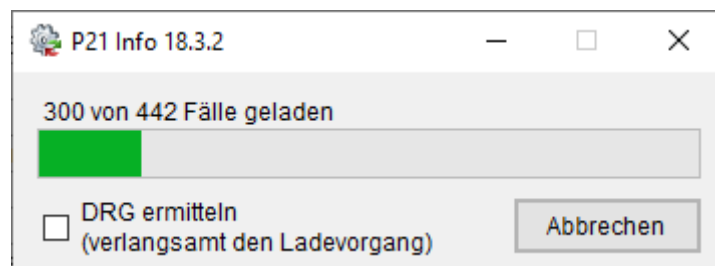 P21 Info 18.3.2
300 von 442 Fälle geladen
DRG ermitteln
(verlangsamt den Ladevorgang)
Abbrechen